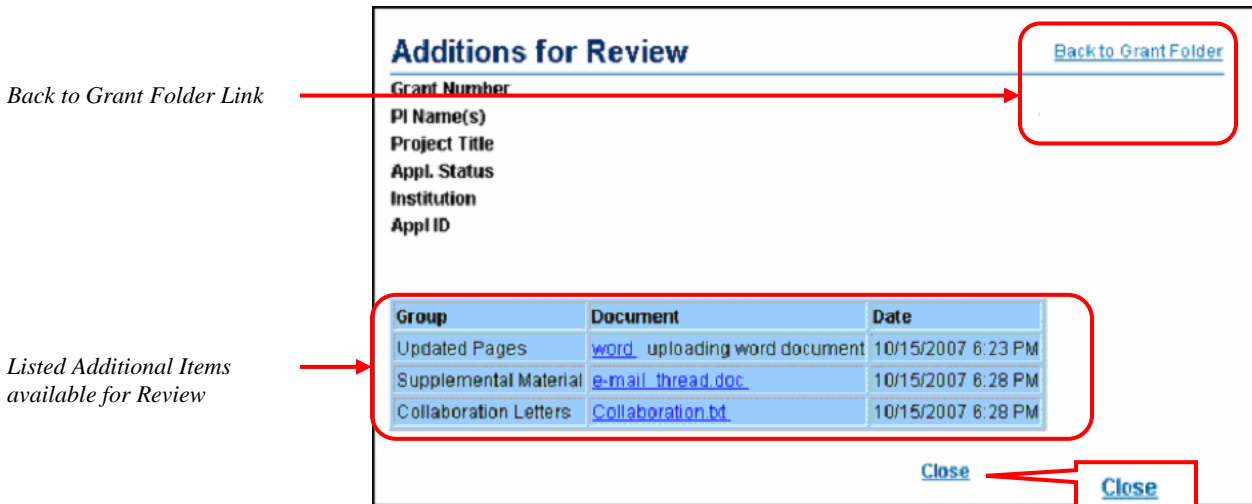 Additions for Review
Back to Grant Folder
Back to Grant Folder Link
Grant Number
PI Name(s)
Project Title
Appl. Status
Institution
Appl ID
Group Document Date
Updated Pages word uploading word document 10/15/2007 6:23 PM
Supplemental Material e-mail thread.doc 10/15/2007 6:28 PM
Collaboration Letters Collaboration.txt 10/15/2007 6:28 PM
Listed Additional Items
available for Review
Close
Close